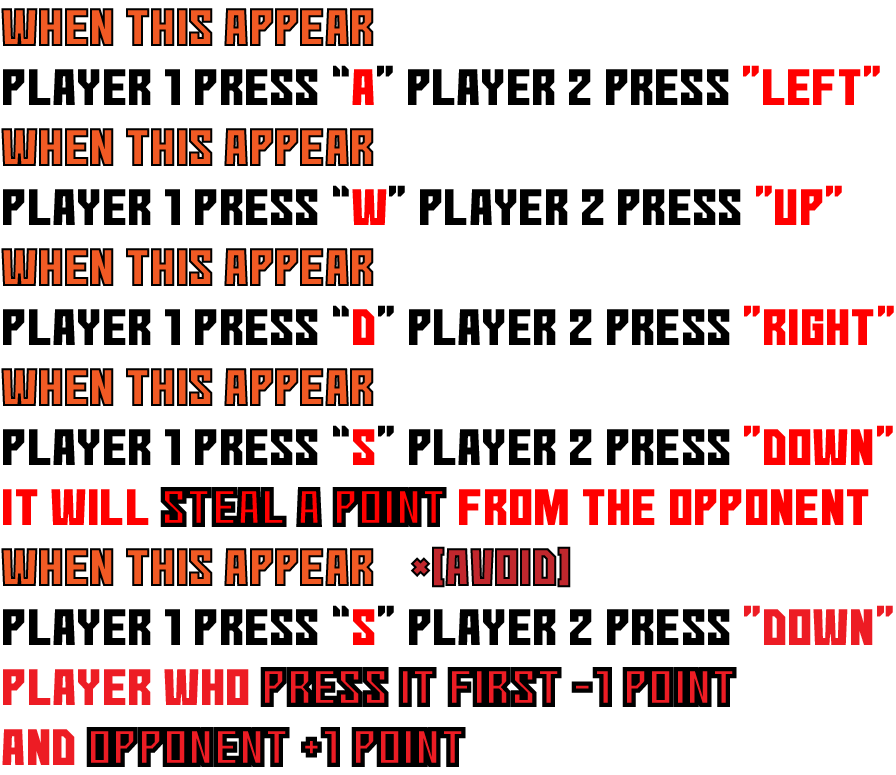 WHEN THIS APPEAR
PLAYER 1 PRESS "A" PLAYER 2 PRESS "LEFT"
WHEN THIS APPEAR
PLAYER 1 PRESS "W" PLAYER 2 PRESS "UP"
WHEN THIS APPEAR
PLAYER 1 PRESS "D" PLAYER 2 PRESS "RIGHT"
WHEN THIS APPEAR
PLAYER 1 PRESS "S" PLAYER 2 PRESS "DOWN"
IT WILL STEAL A POINT FROM THE OPPONENT
WHEN THIS APPEAR *[AVOID]
PLAYER 1 PRESS "S" PLAYER 2 PRESS "DOWN"
PLAYER WHO PRESS IT FIRST -1 POINT
AND OPPONENT +1 POINT